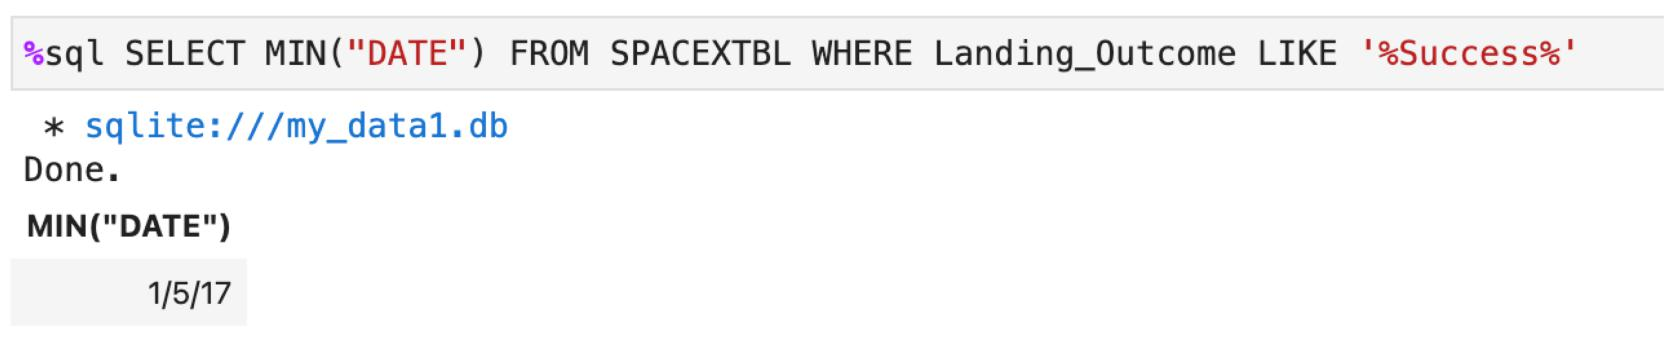 %sql SELECT MIN("DATE") FROM SPACEXTBL WHERE Landing_Outcome LIKE '%Success%'
* sqlite:///my_data1.db
Done.
MIN("DATE")
1/5/17